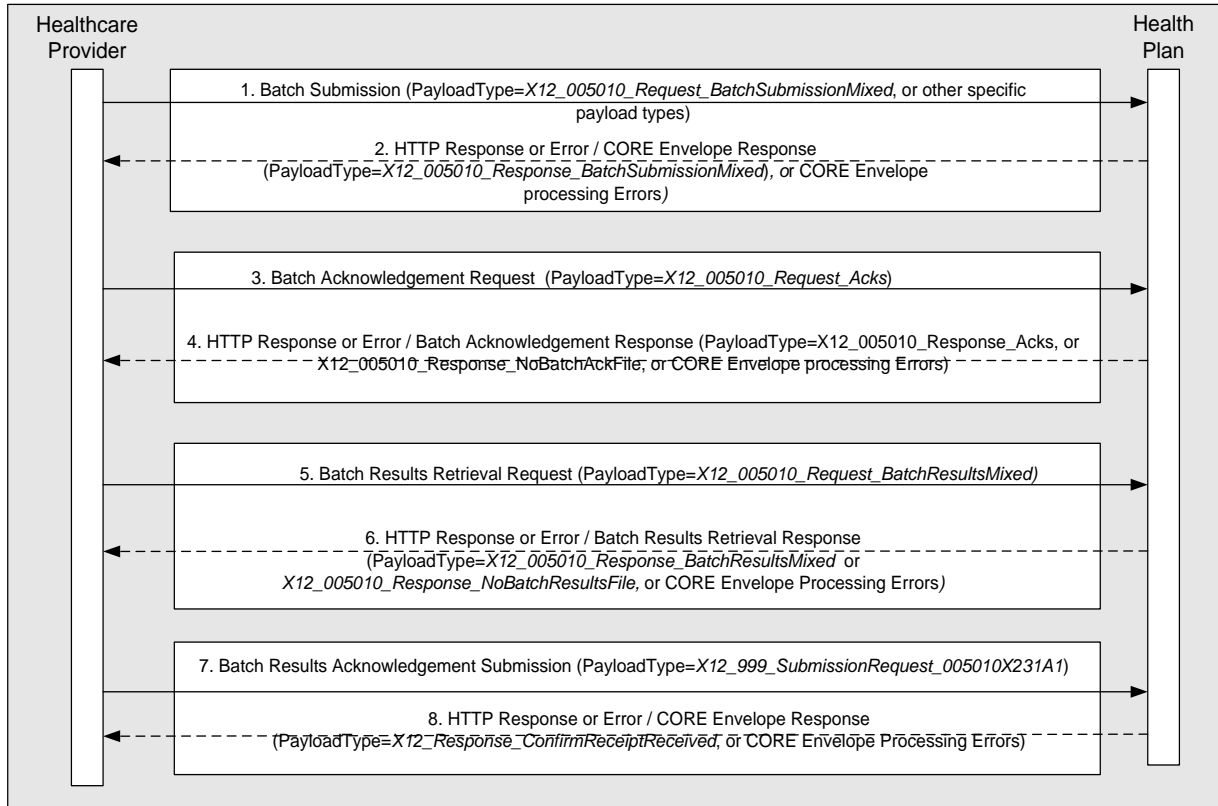 Healthcare
Provider
Health
Plan
1. Batch Submission (PayloadType=X12_005010_Request_BatchSubmissionMixed, or other specific
payload types)
2. HTTP Response or Error / CORE Envelope Response
(PayloadType=X12_005010_Response_BatchSubmissionMixed), or CORE Envelope
processing Errors)
3. Batch Acknowledgement Request (PayloadType=X12_005010_Request_Acks)
4. HTTP Response or Error / Batch Acknowledgement Response (PayloadType=X12_005010_Response_Acks, or
X12_005010_Response_NoBatchAckFile, or CORE Envelope processing Errors)
5. Batch Results Retrieval Request (PayloadType=X12_005010_Request_BatchResultsMixed)
6. HTTP Response or Error / Batch Results Retrieval Response
(PayloadType=X12_005010_Response_BatchResultsMixed or
X12_005010_Response_NoBatchResultsFile, or CORE Envelope Processing Errors)
7. Batch Results Acknowledgement Submission (PayloadType=X12_999_SubmissionRequest_005010X231A1)
8. HTTP Response or Error / CORE Envelope Response
(PayloadType=X12_Response_ConfirmReceiptReceived, or CORE Envelope Processing Errors)